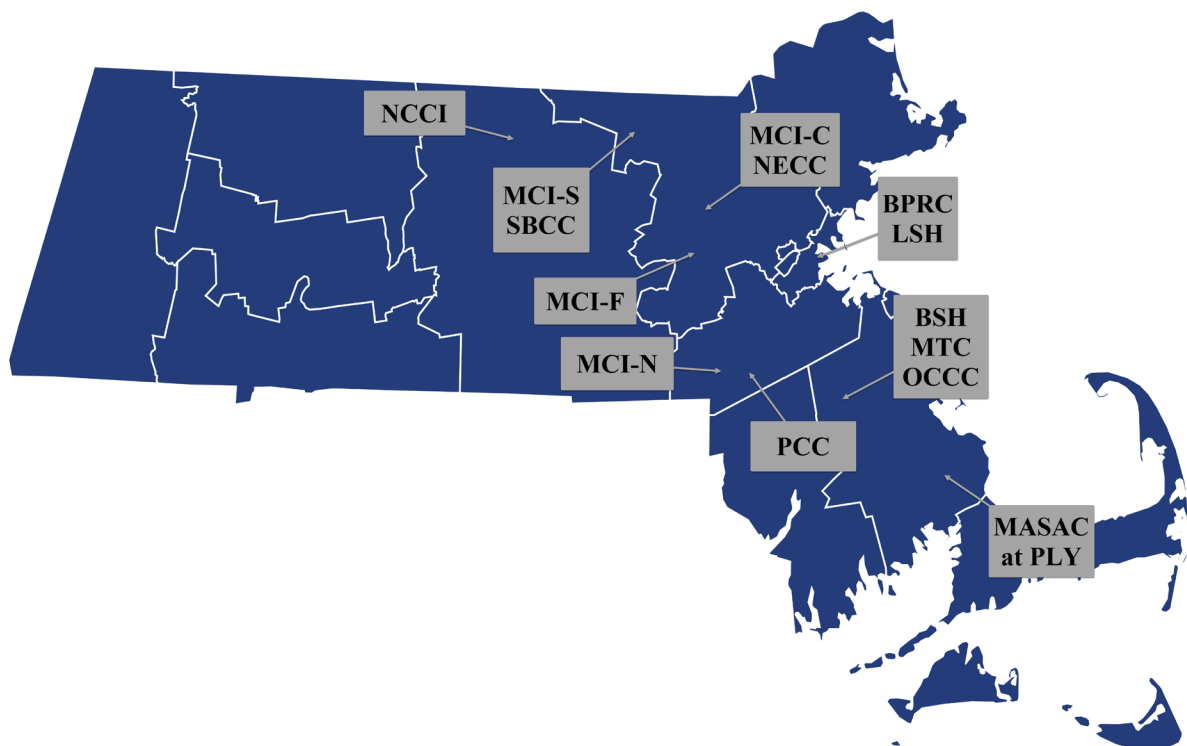 NCCI
MCI-C
NECC
MCI-S
SBCC
BPRC
LSH
MCI-F
BSH
MTC
OCCC
MCI-N
PCC
MASAC
at PLY